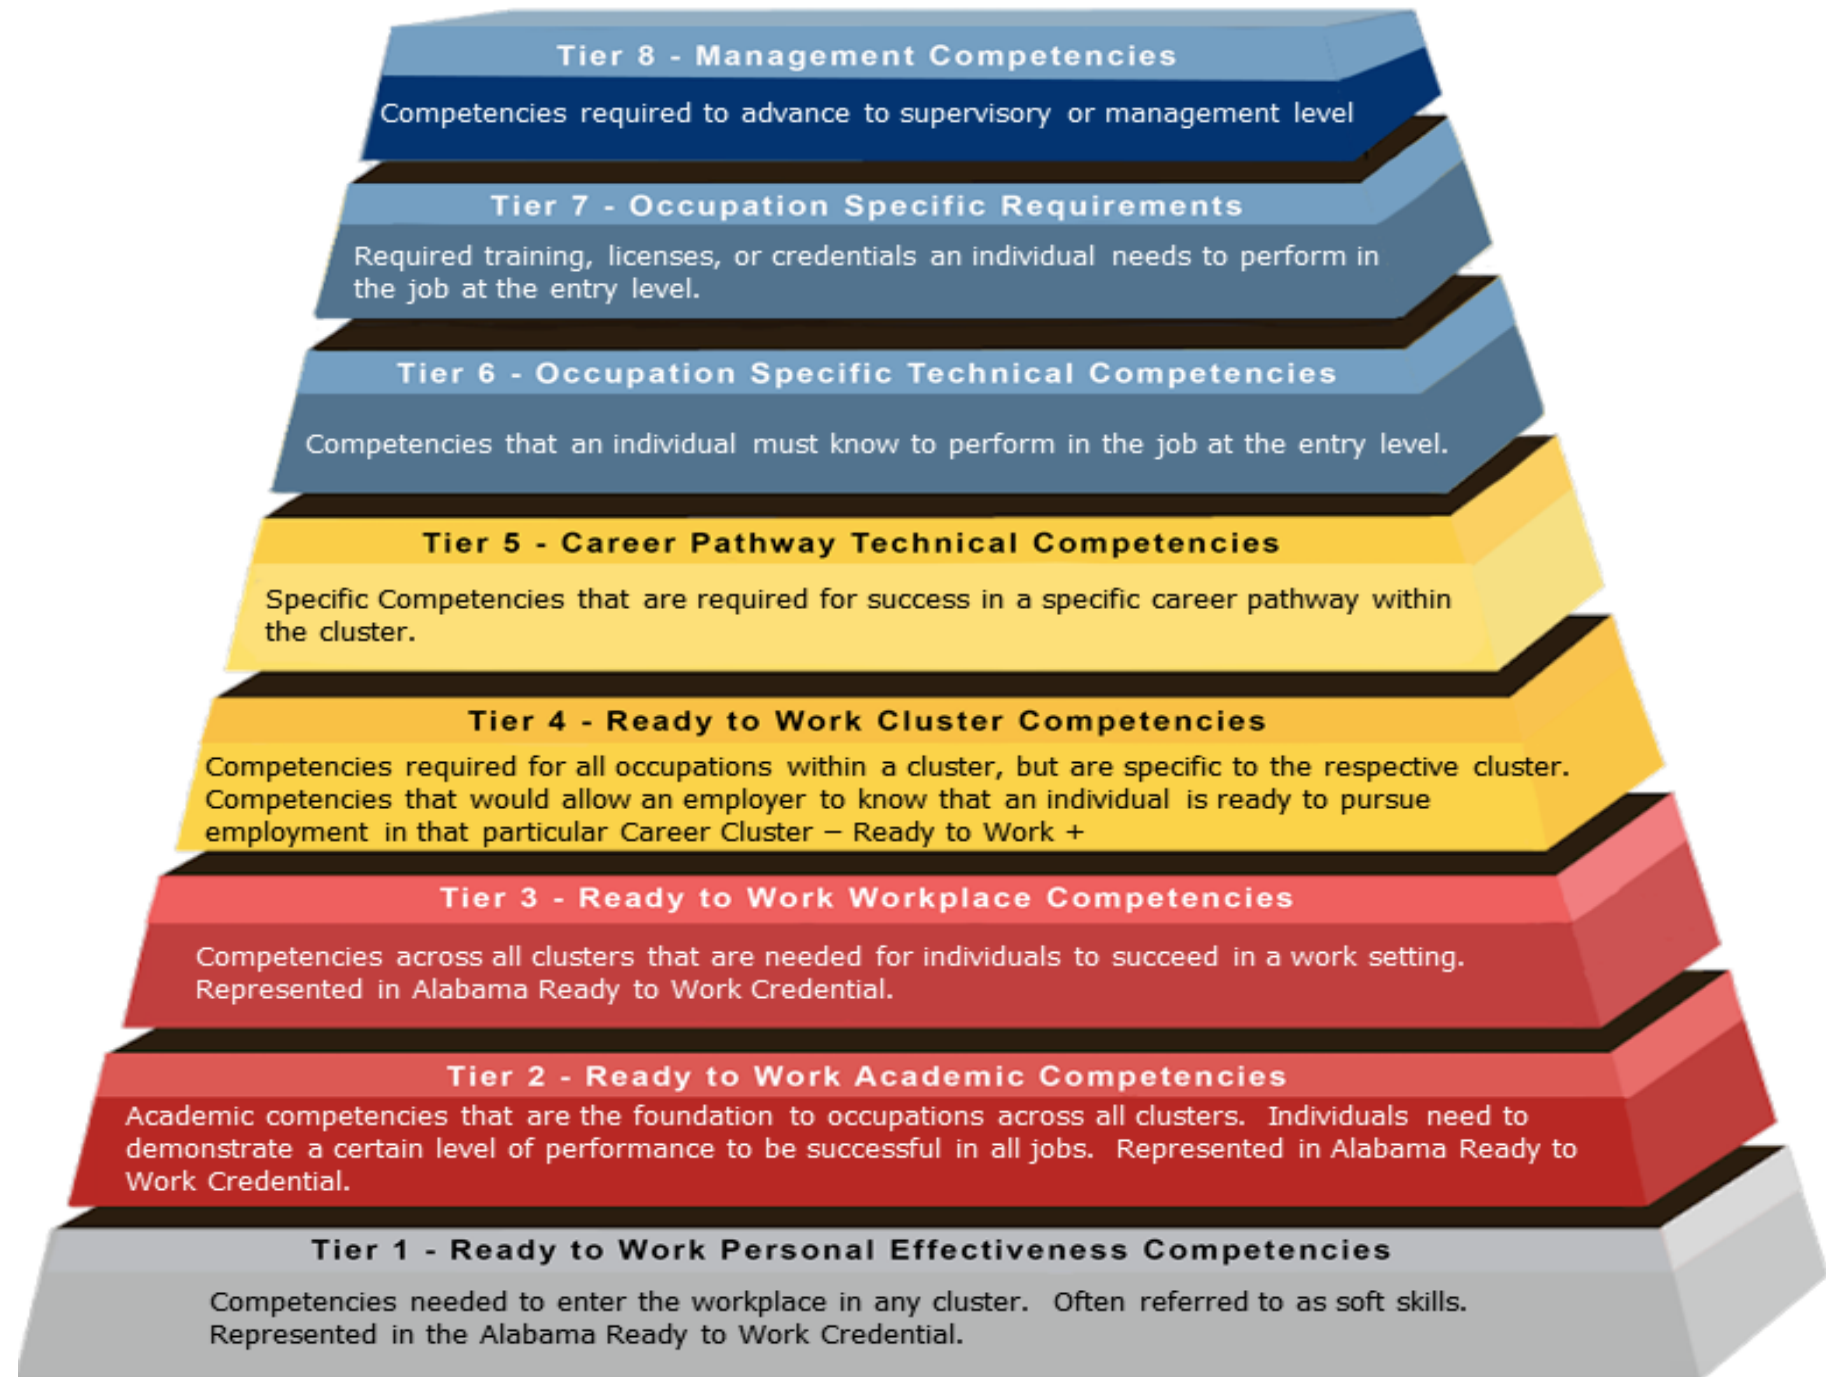 Tier 8 - Management Competencies
Competencies required to advance to supervisory or management level
Tier 7 - Occupation Specific Requirements
Required training, licenses, or credentials an individual needs to perform in
the job at the entry level.
Tier 6 - Occupation Specific Technical Competencies
Competencies that an individual must know to perform in the job at the entry level.
Tier 5 - Career Pathway Technical Competencies
Specific Competencies that are required for success in a specific career pathway within
the cluster.
Tier 4 - Ready to Work Cluster Competencies
Competencies required for all occupations within a cluster, but are specific to the respective cluster.
Competencies that would allow an employer to know that an individual is ready to pursue
employment in that particular Career Cluster – Ready to Work +
Tier 3 - Ready to Work Workplace Competencies
Competencies across all clusters that are needed for individuals to succeed in a work setting.
Represented in Alabama Ready to Work Credential.
Tier 2 - Ready to Work Academic Competencies
Academic competencies that are the foundation to occupations across all clusters. Individuals need to
demonstrate a certain level of performance to be successful in all jobs. Represented in Alabama Ready to
Work Credential.
Tier 1 - Ready to Work Personal Effectiveness Competencies
Competencies needed to enter the workplace in any cluster. Often referred to as soft skills.
Represented in the Alabama Ready to Work Credential.